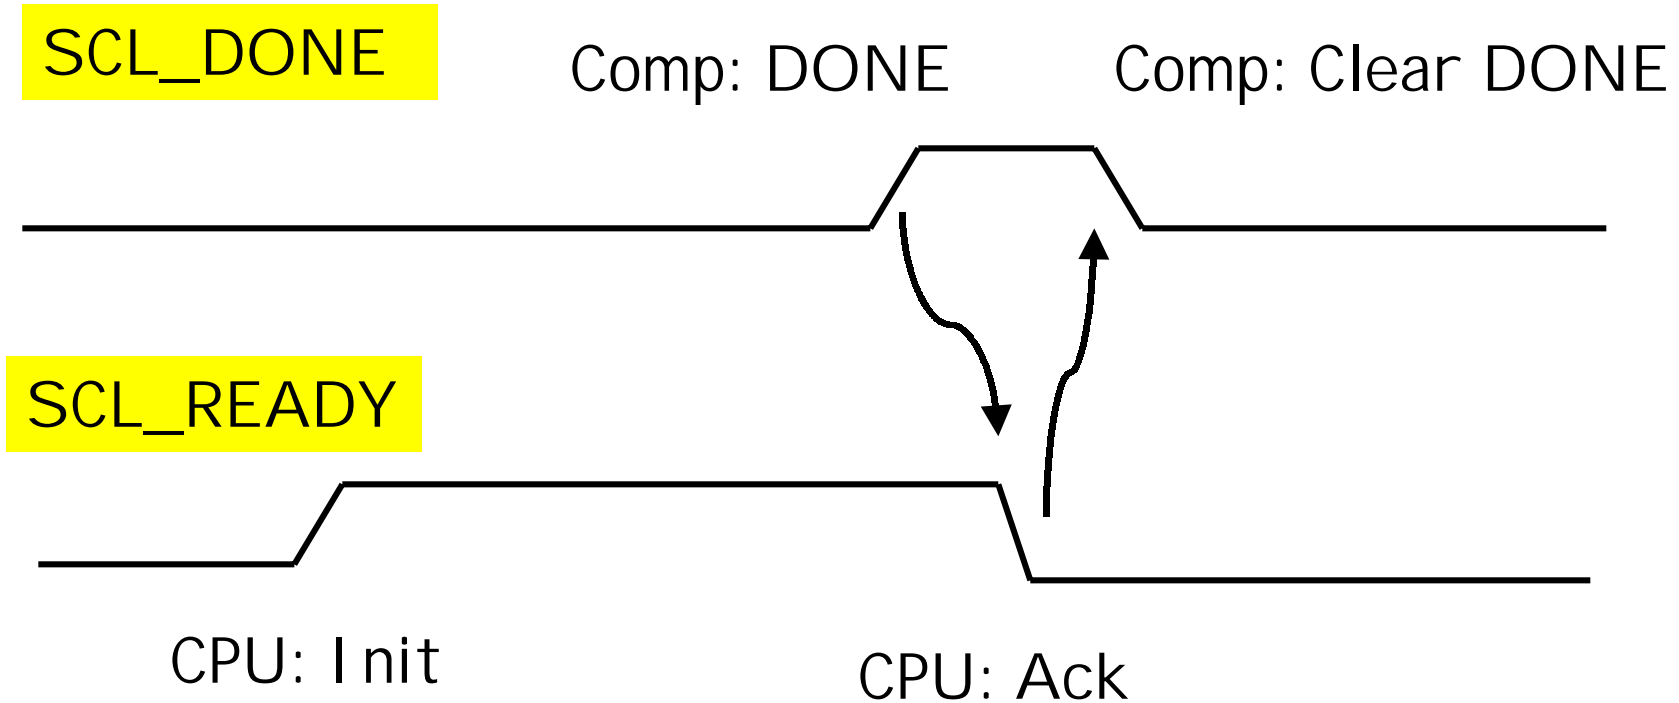 SCL_DONE
Comp: DONE
Comp: Clear DONE
SCL_READY
CPU: Init
CPU: Ack